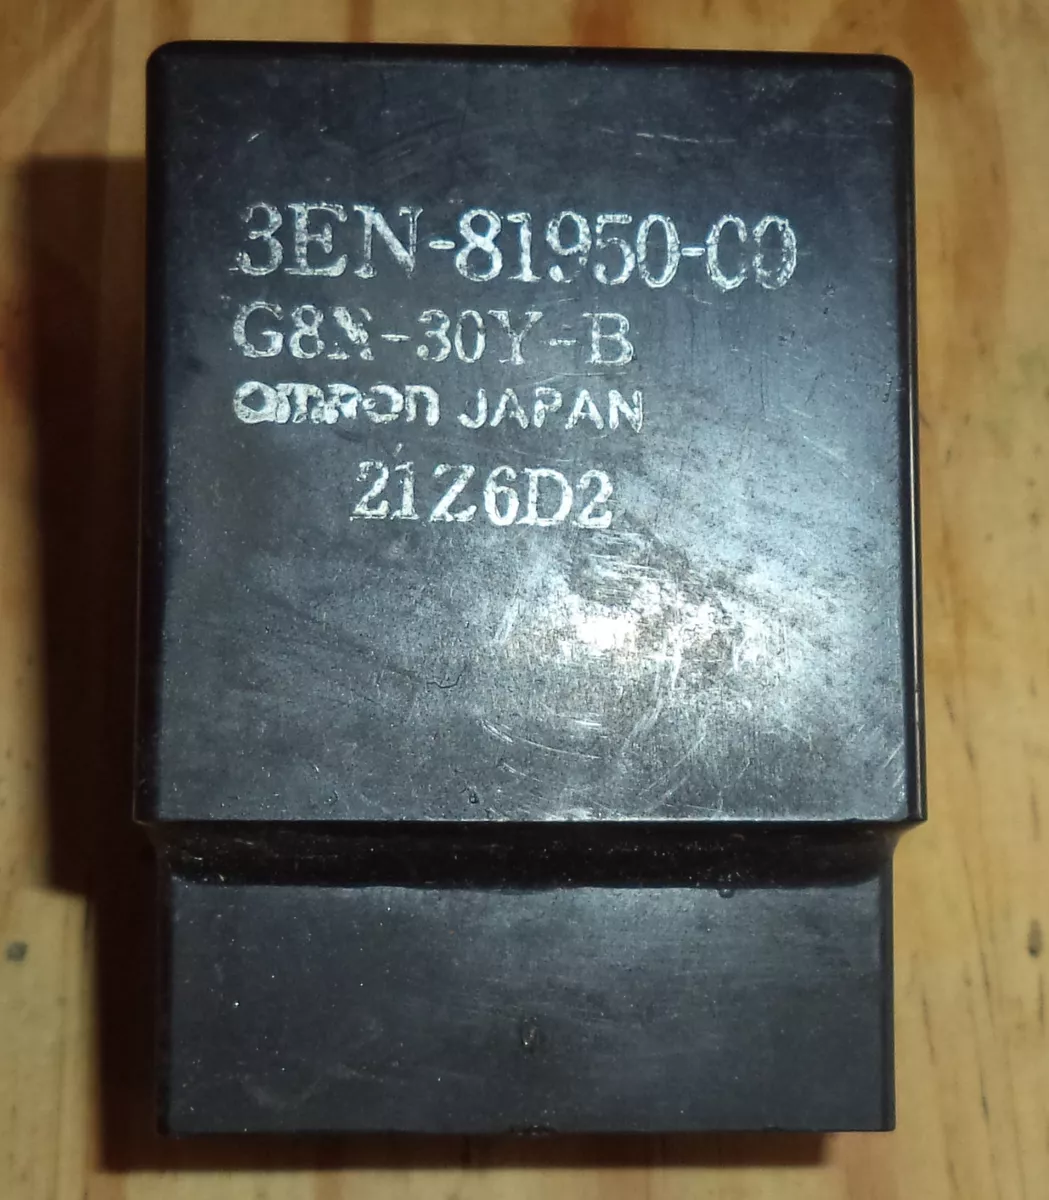 3EN-81950-C0
G8N-30Y-B
omron JAPAN
21Z6D2